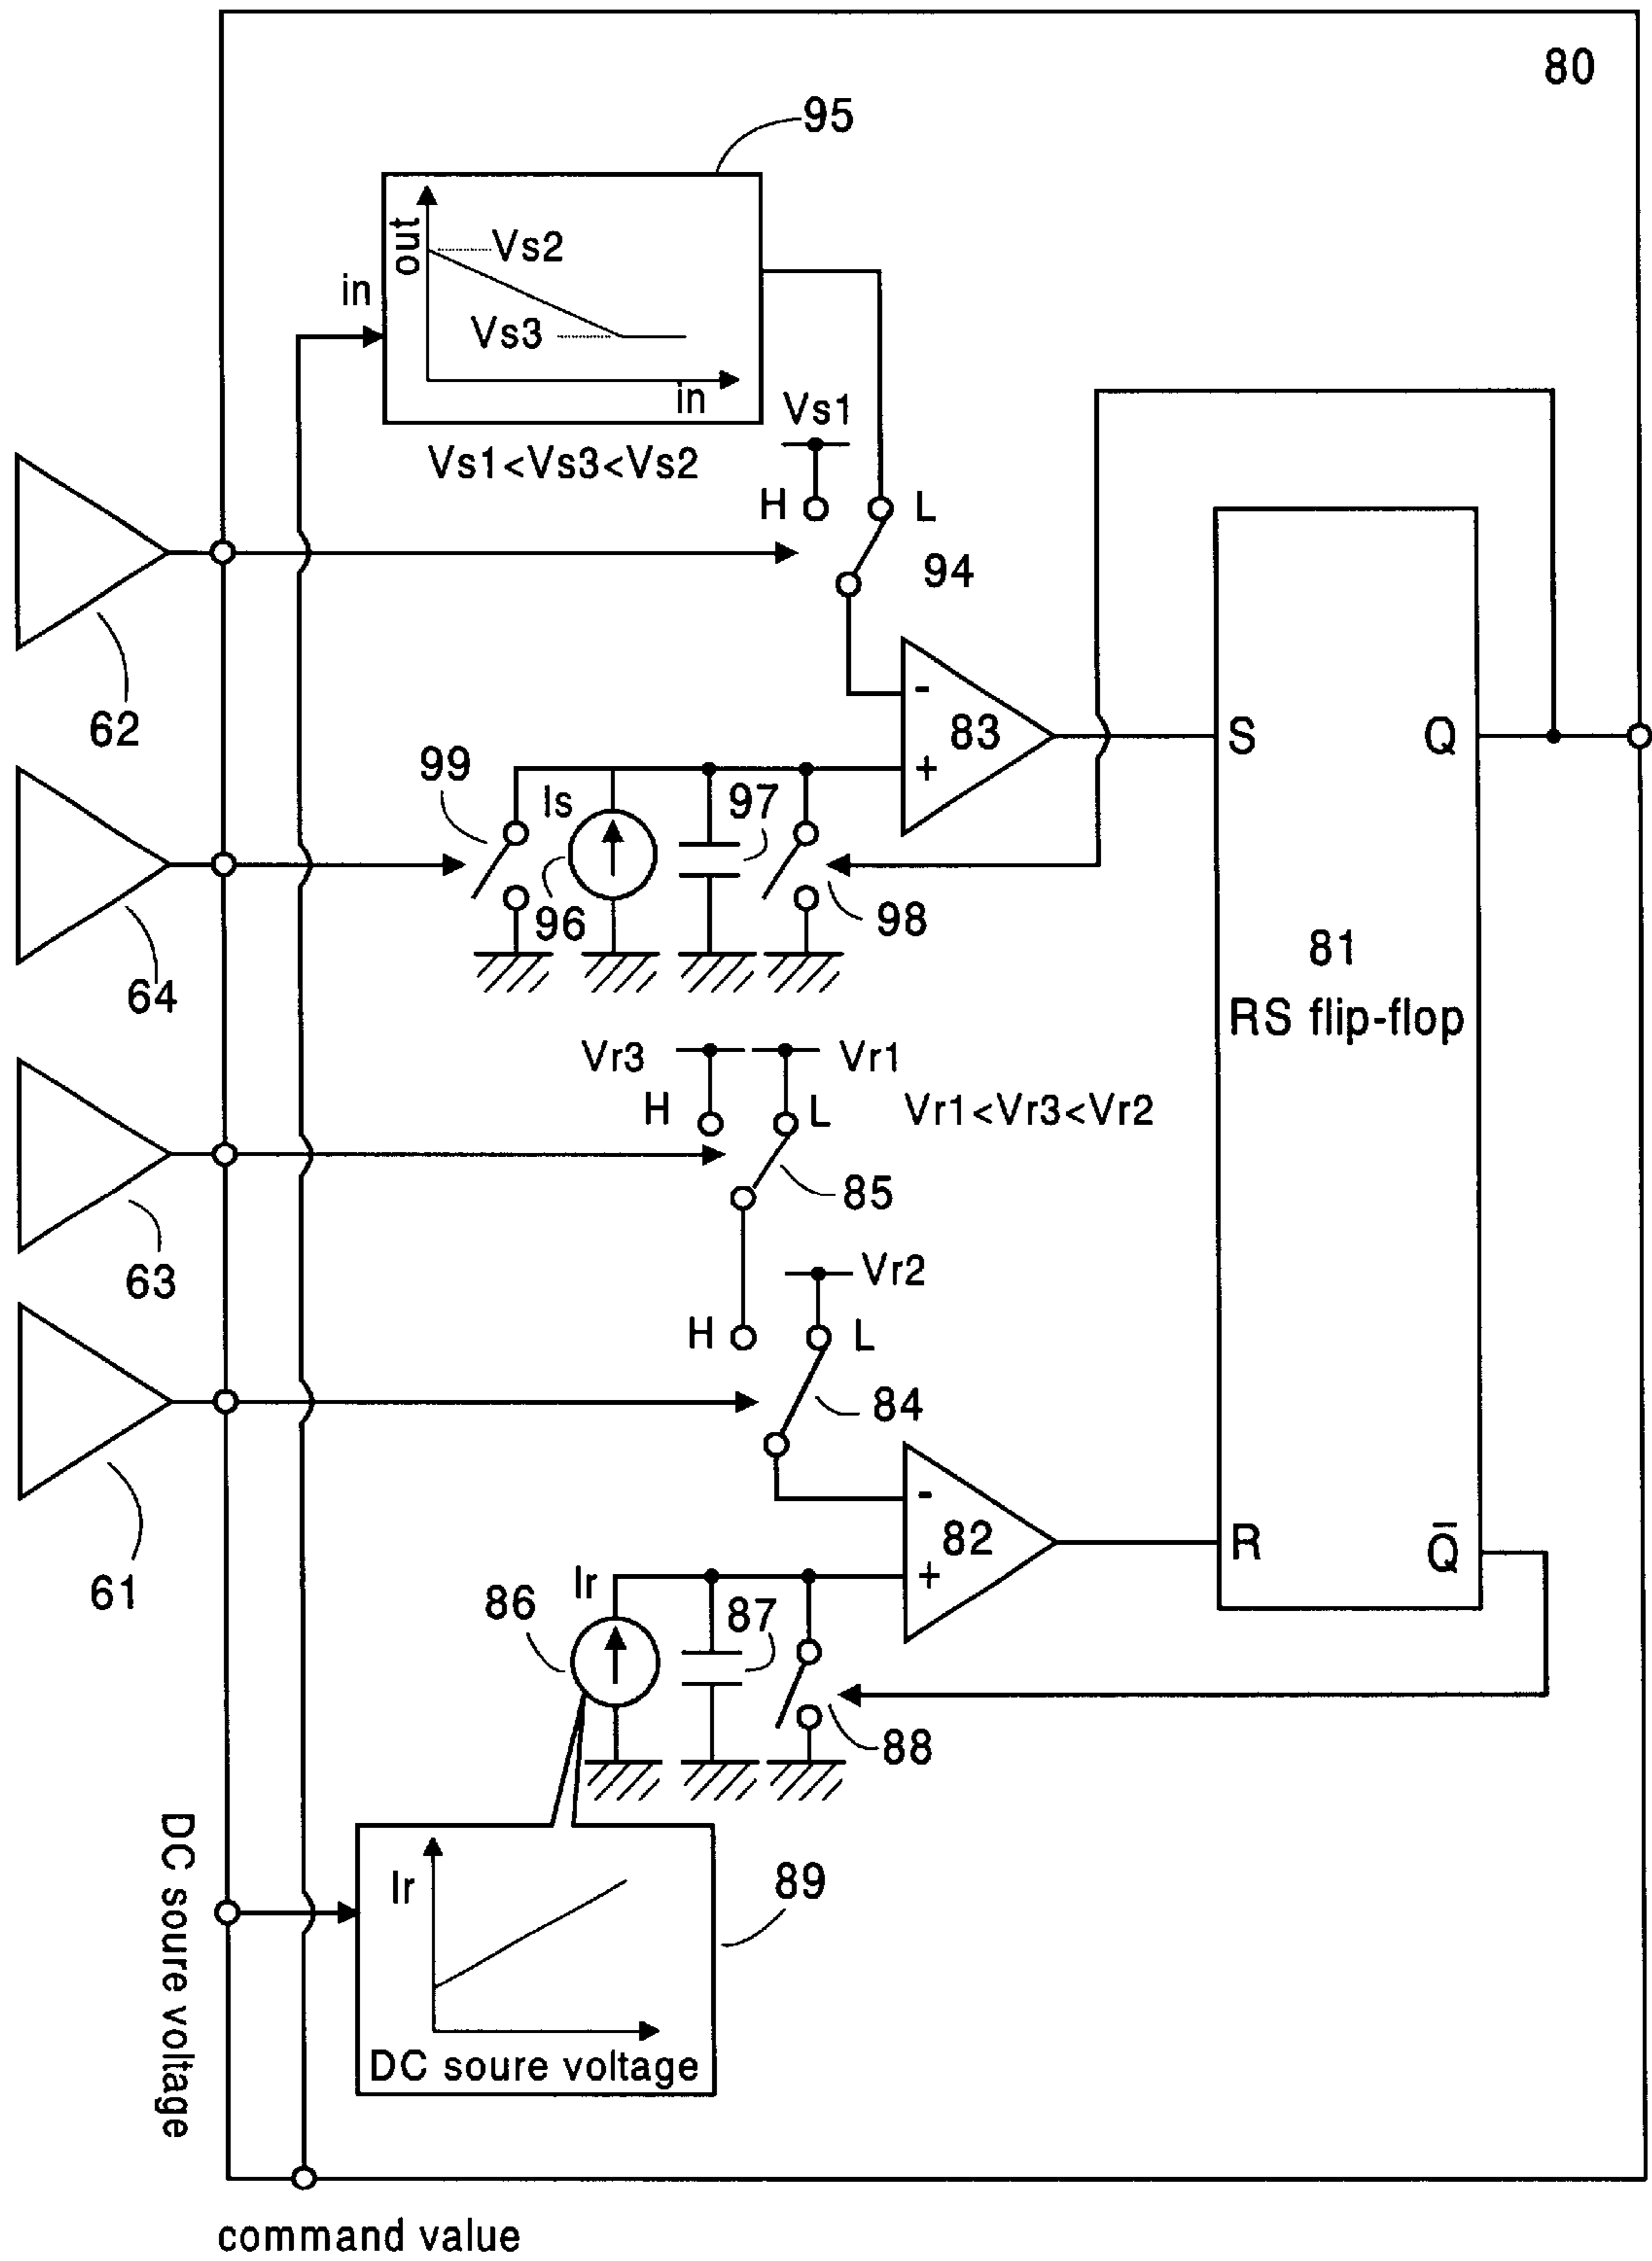 80
95
out
Vs2
in
Vs3
in
Vs1
Vs1<Vs3<Vs2
H
L
94
62
-
83
+
S
Q
99
Is
97
96
98
64
81
RS flip-flop
Vr3
Vr1
Vr1<Vr3<Vr2
H
L
85
63
Vr2
H
L
84
-
82
+
R
Q̅
61
86
Ir
87
88
89
Ir
DC soure voltage
DC soure voltage
command value